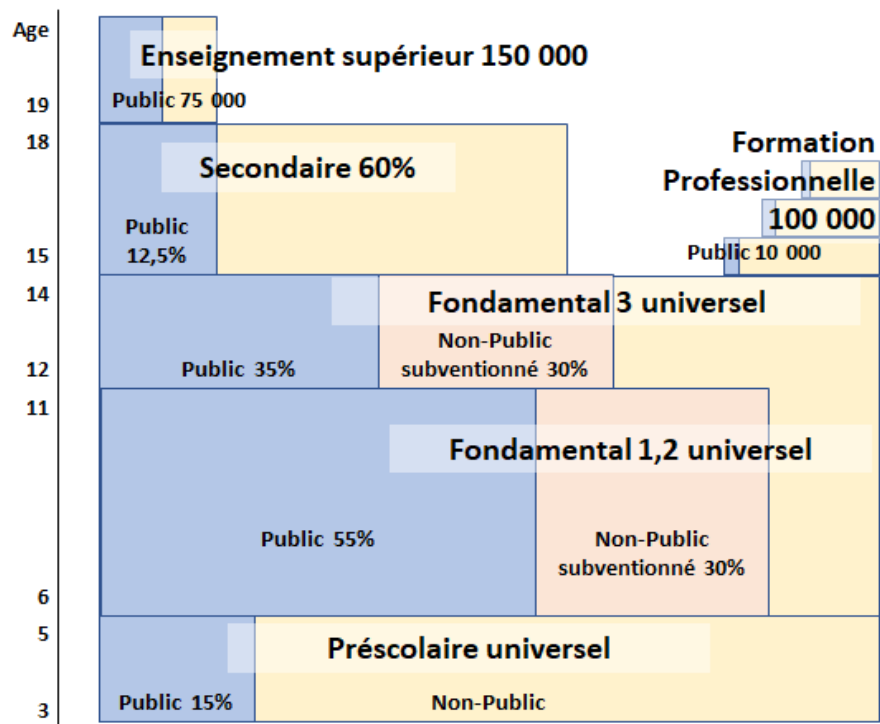 Age
Enseignement supérieur 150 000
19
Public 75 000
18
Formation
Secondaire 60%
Professionnelle
Public
12,5%
100 000
15
Public 10 000
14
Fondamental 3 universel
Non-Public
12
Public 35%
subventionné 30%
11
Fondamental 1,2 universel
Public 55%
Non-Public
subventionné 30%
6
5
Préscolaire universel
3
Public 15%
Non-Public